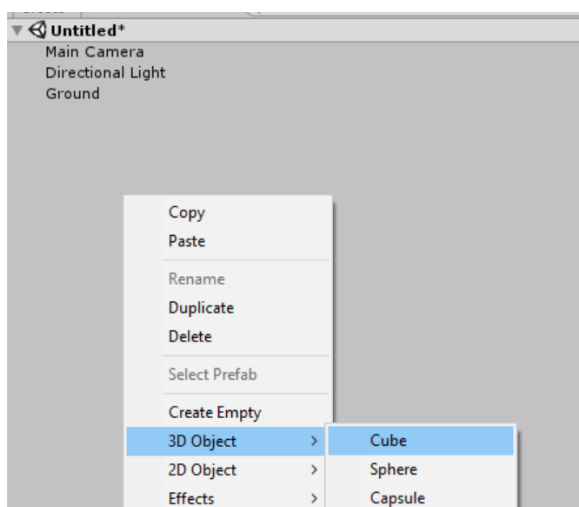 Untitled*
Main Camera
Directional Light
Ground
Copy
Paste
Rename
Duplicate
Delete
Select Prefab
Create Empty
3D Object
Cube
2D Object
Sphere
Effects
Capsule